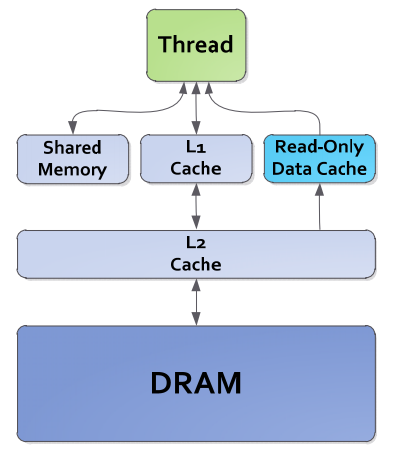 Thread
Shared
Memory
L1
Cache
Read-Only
Data Cache
L2
Cache
DRAM